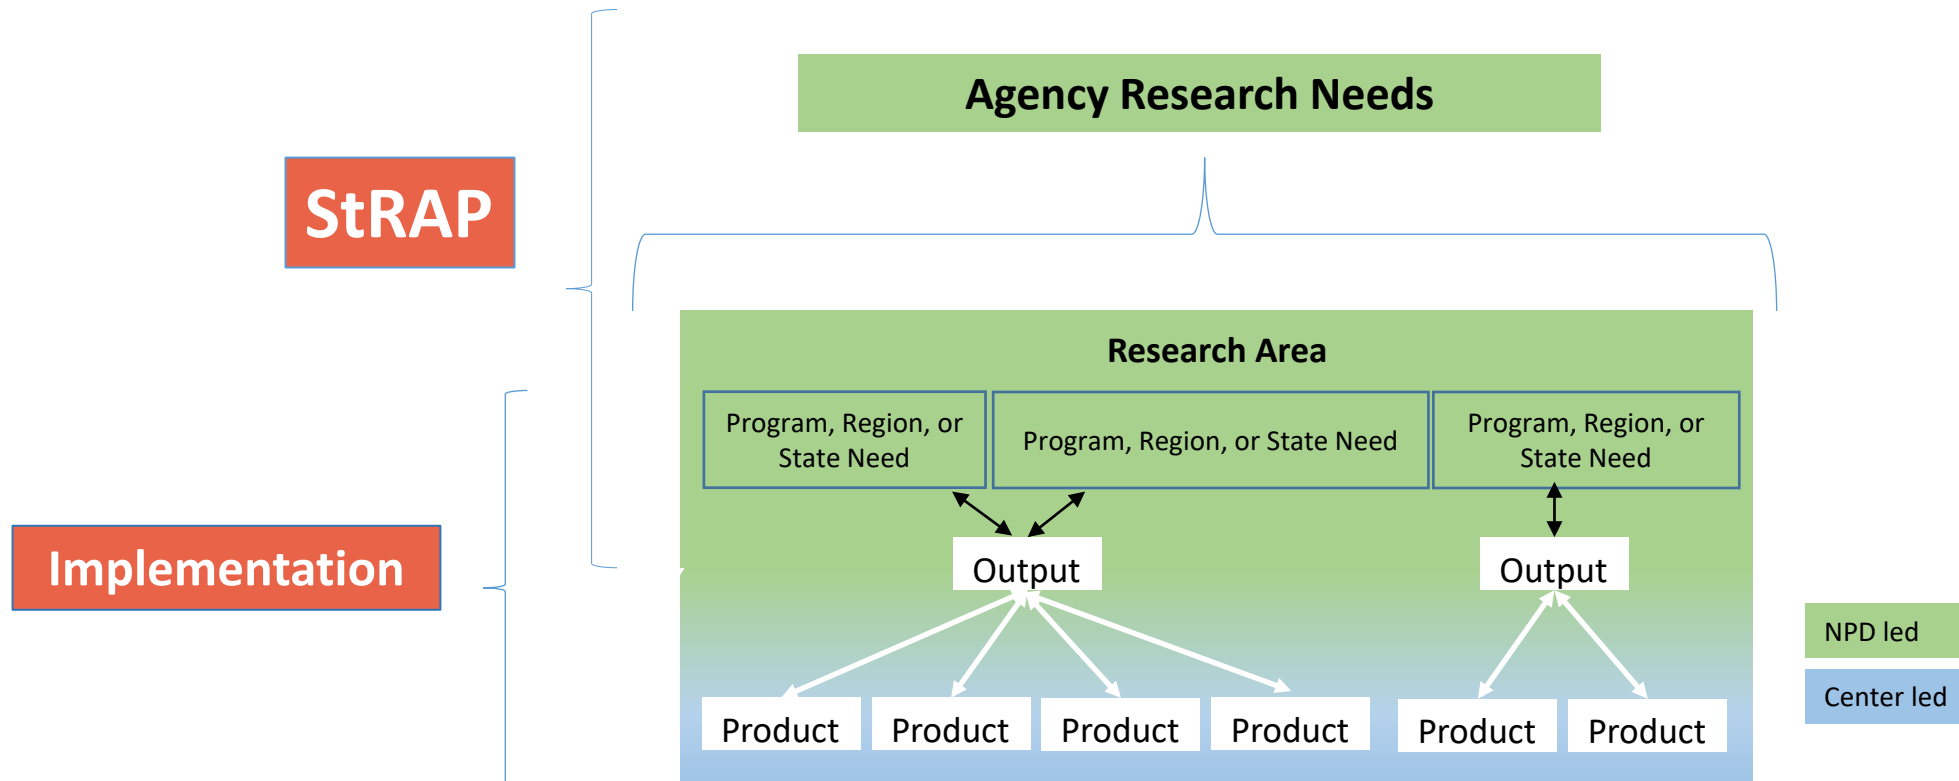 Agency Research Needs
StRAP
Research Area
Program, Region, or
State Need
Program, Region, or State Need
Program, Region, or
State Need
Implementation
Output
Output
NPD led
Center led
Product
Product
Product
Product
Product
Product